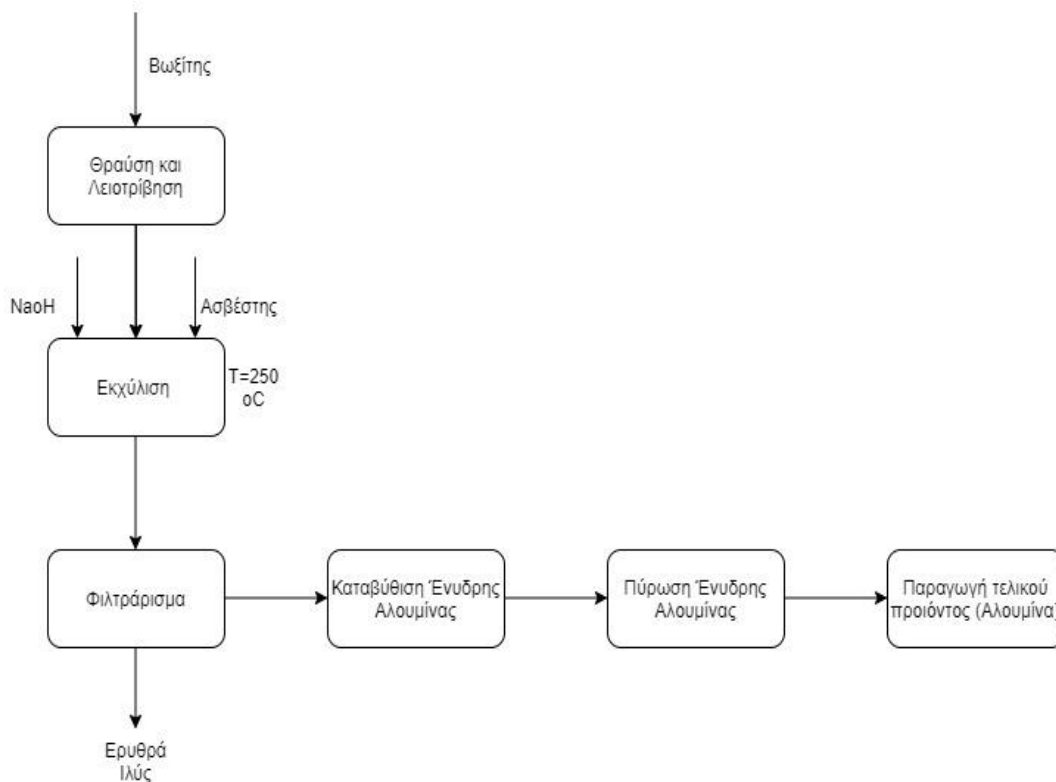 Βωξίτης
Θραύση και
Λειοτρίβηση
NaoH
Ασβέστης
Εκχύλιση
T=250
oC
Φιλτράρισμα
Καταβύθιση Ένυδρης
Αλουμίνας
Πύρωση Ένυδρης
Αλουμίνας
Παραγωγή τελικού
προιόντος (Αλουμίνα)
Ερυθρά
Ιλύς